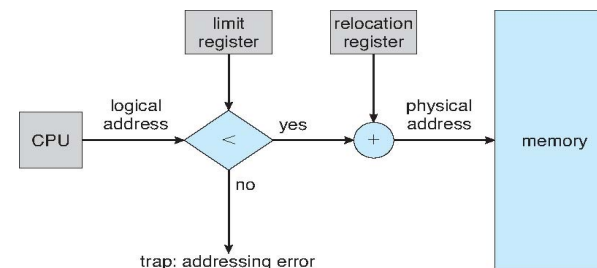 limit
register
relocation
register
logical
address
physical
address
CPU
<
yes
+
memory
no
trap: addressing error